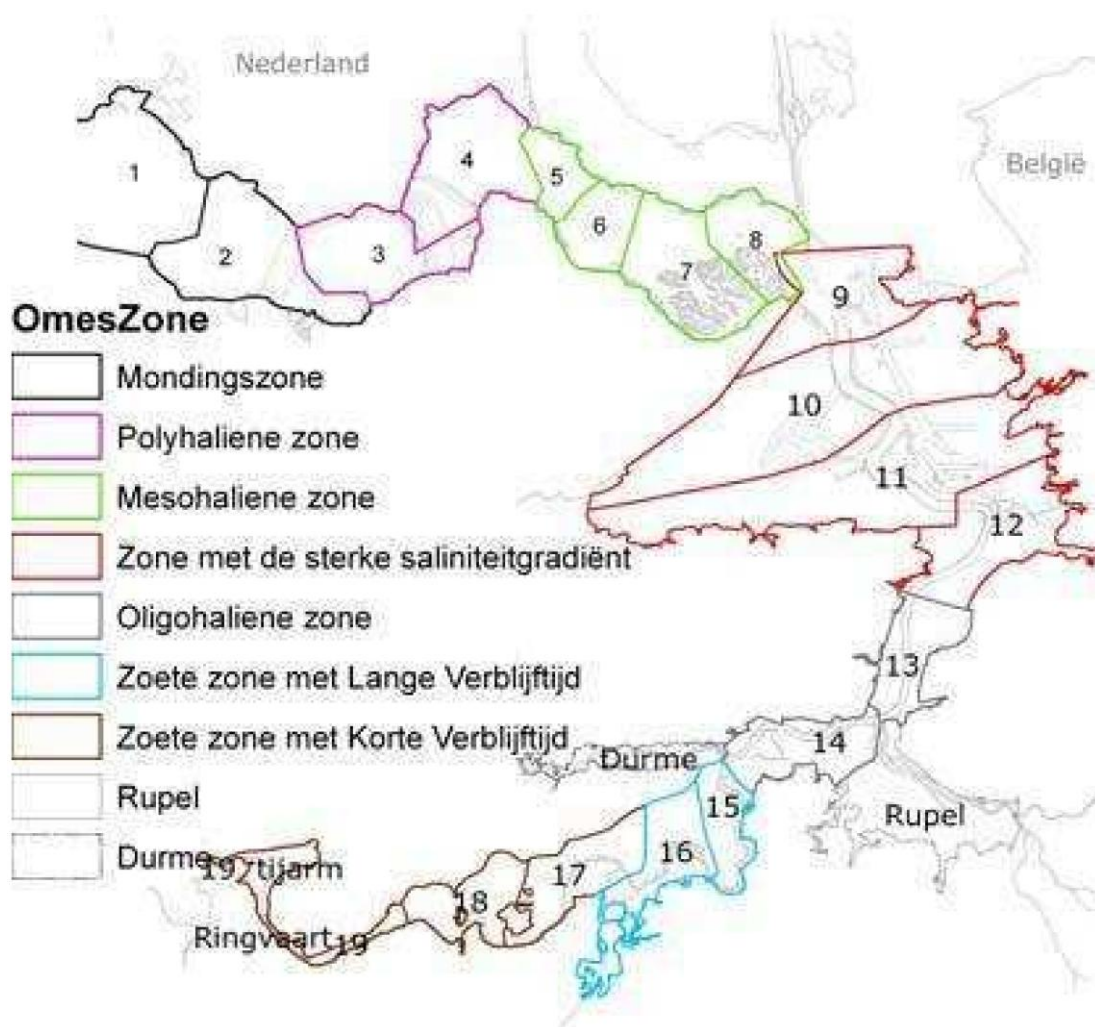 Nederland
België
1
2
3
4
5
6
7
8
9
10
11
12
13
14
15
16
17
18
19
OmesZone
Mondingszone
Polyhaliene zone
Mesohaliene zone
Zone met de sterke saliniteitgradiënt
Oligohaliene zone
Zoete zone met Lange Verblijftijd
Zoete zone met Korte Verblijftijd
Rupel
Durme
Durme
Rupel
tijarm
Ringvaart